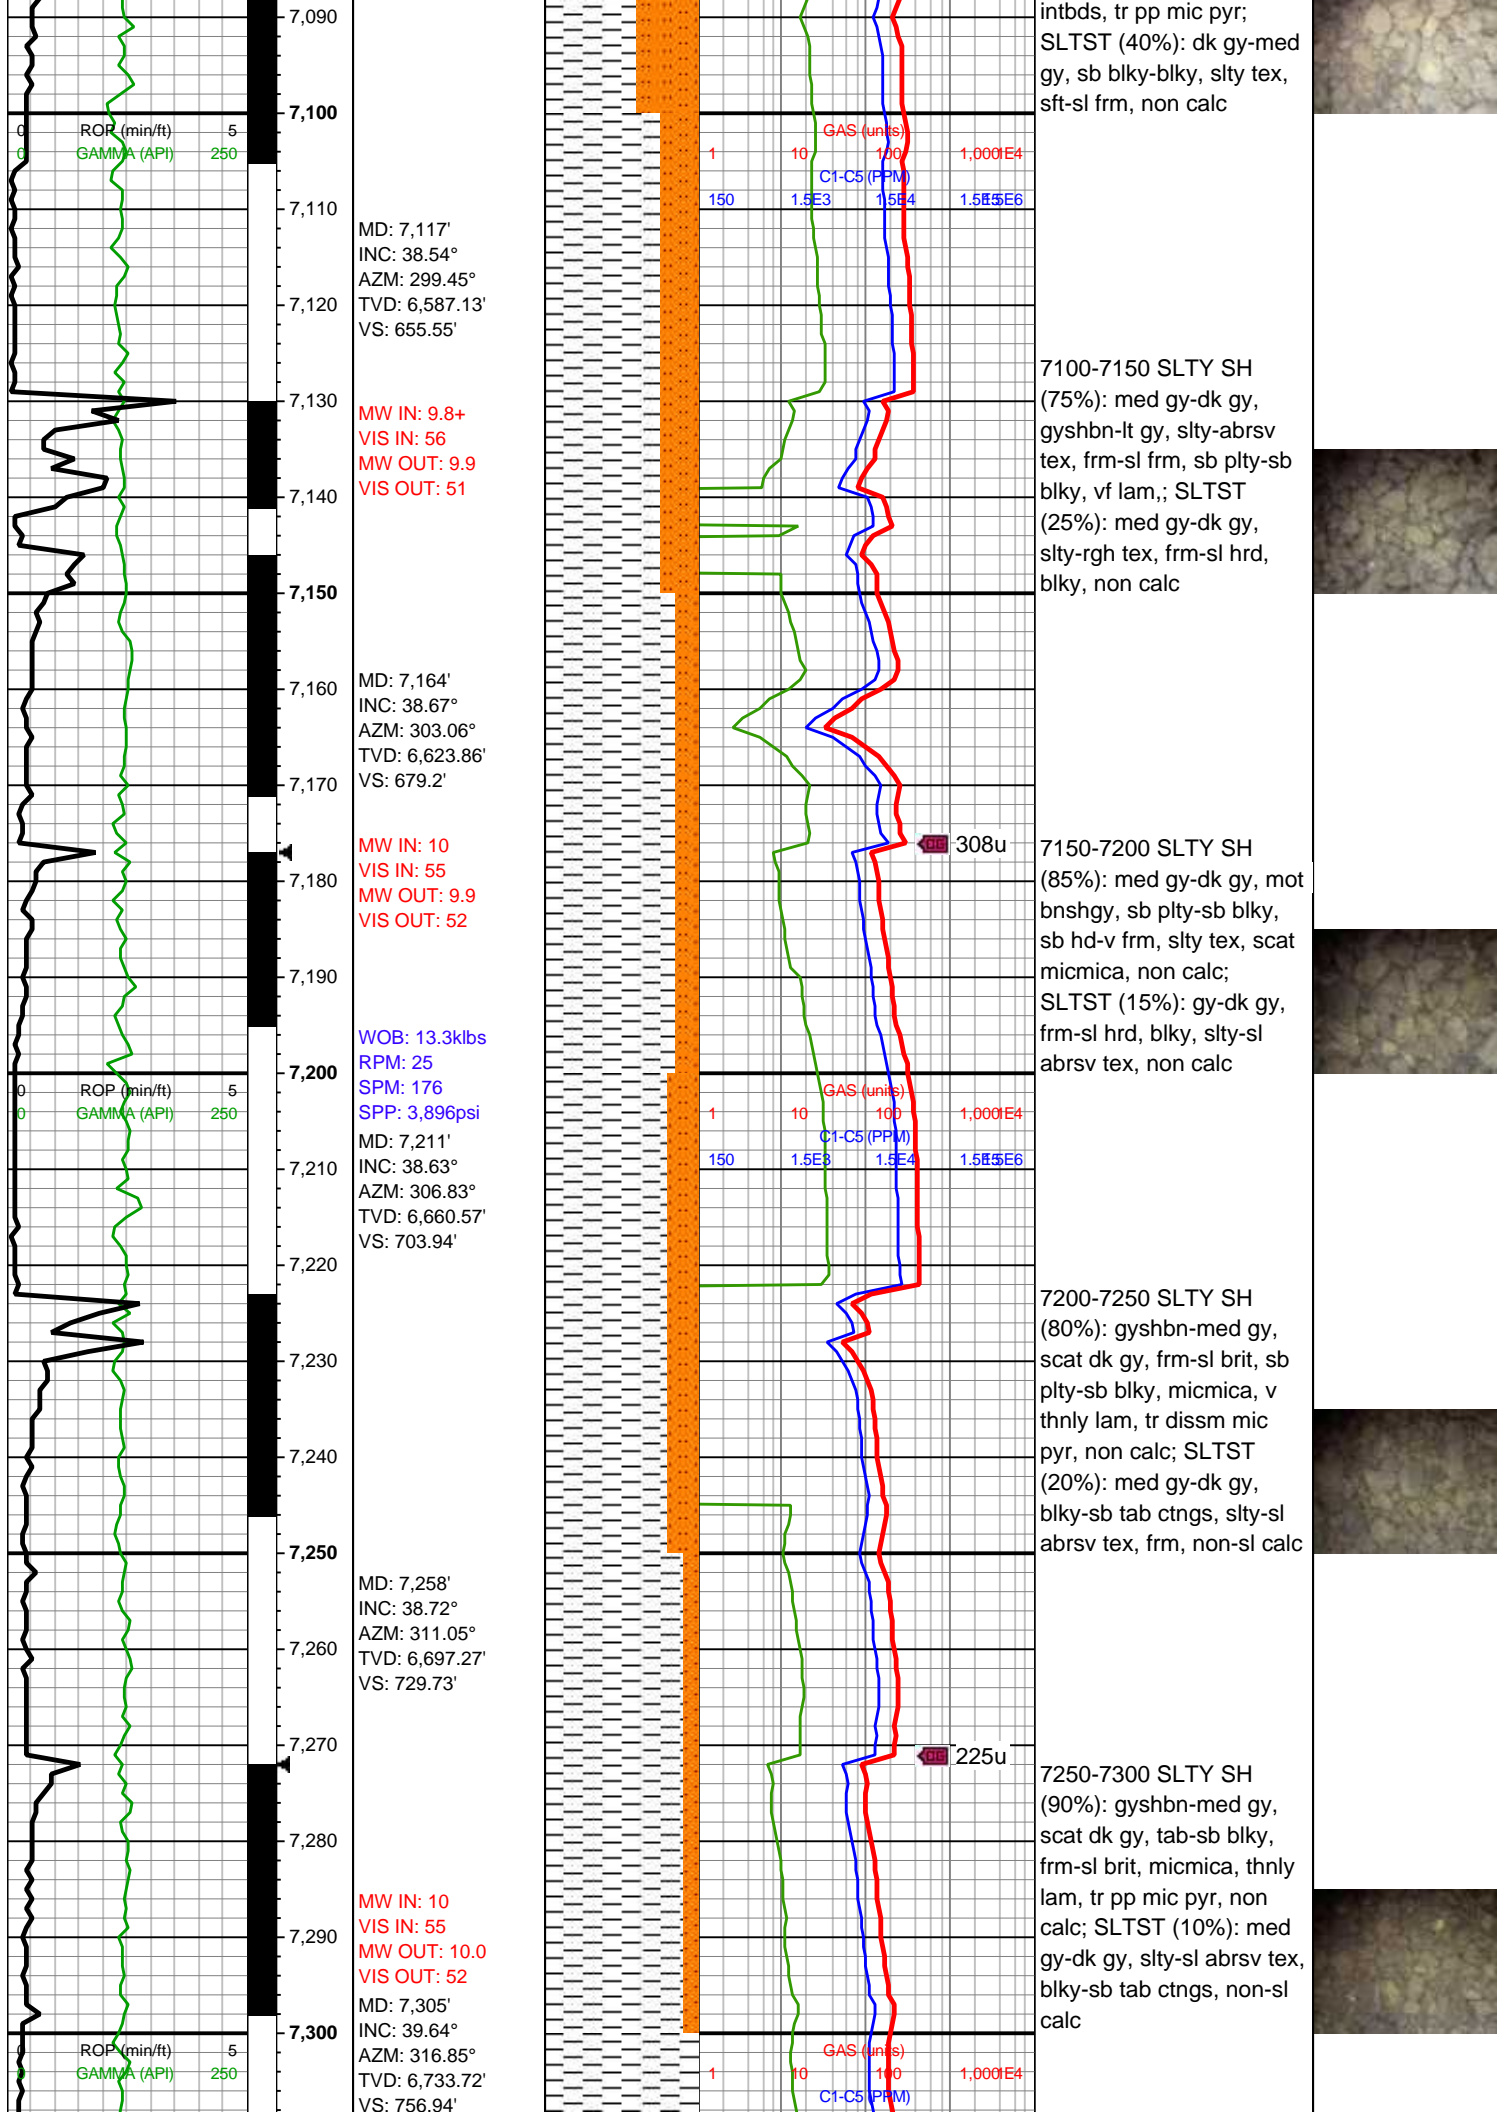 7,090
7,100
0 ROP (min/ft) 5
0 GAMMA (API) 250
7,110
7,120
7,130
7,140
7,150
7,160
7,170
7,180
7,190
7,200
0 ROP (min/ft) 5
0 GAMMA (API) 250
7,210
7,220
7,230
7,240
7,250
7,260
7,270
7,280
7,290
7,300
0 ROP (min/ft) 5
0 GAMMA (API) 250
MD: 7,117'
INC: 38.54°
AZM: 299.45°
TVD: 6,587.13'
VS: 655.55'
MW IN: 9.8+
VIS IN: 56
MW OUT: 9.9
VIS OUT: 51
MD: 7,164'
INC: 38.67°
AZM: 303.06°
TVD: 6,623.86'
VS: 679.2'
MW IN: 10
VIS IN: 55
MW OUT: 9.9
VIS OUT: 52
WOB: 13.3klbs
RPM: 25
SPM: 176
SPP: 3,896psi
MD: 7,211'
INC: 38.63°
AZM: 306.83°
TVD: 6,660.57'
VS: 703.94'
MD: 7,258'
INC: 38.72°
AZM: 311.05°
TVD: 6,697.27'
VS: 729.73'
MW IN: 10
VIS IN: 55
MW OUT: 10.0
VIS OUT: 52
MD: 7,305'
INC: 39.64°
AZM: 316.85°
TVD: 6,733.72'
VS: 756.94'
GAS (units)
1 10 100 1,000 1E4
C1-C5 (PPM)
150 1.5E3 1.5E4 1.5E5 1.5E6
CG 308u
GAS (units)
1 10 100 1,000 1E4
C1-C5 (PPM)
150 1.5E3 1.5E4 1.5E5 1.5E6
CG 225u
GAS (units)
1 10 100 1,000 1E4
C1-C5 (PPM)
intbds, tr pp mic pyr;
SLTST (40%): dk gy-med
gy, sb blky-blky, slty tex,
sft-sl frm, non calc
7100-7150 SLTY SH
(75%): med gy-dk gy,
gyshbn-lt gy, slty-abrsv
tex, frm-sl frm, sb plty-sb
blky, vf lam,; SLTST
(25%): med gy-dk gy,
slty-rgh tex, frm-sl hrd,
blky, non calc
7150-7200 SLTY SH
(85%): med gy-dk gy, mot
bnshgy, sb plty-sb blky,
sb hd-v frm, slty tex, scat
micmica, non calc;
SLTST (15%): gy-dk gy,
frm-sl hrd, blky, slty-sl
abrsv tex, non calc
7200-7250 SLTY SH
(80%): gyshbn-med gy,
scat dk gy, frm-sl brit, sb
plty-sb blky, micmica, v
thnly lam, tr dissm mic
pyr, non calc; SLTST
(20%): med gy-dk gy,
blky-sb tab ctngs, slty-sl
abrsv tex, frm, non-sl calc
7250-7300 SLTY SH
(90%): gyshbn-med gy,
scat dk gy, tab-sb blky,
frm-sl brit, micmica, thnly
lam, tr pp mic pyr, non
calc; SLTST (10%): med
gy-dk gy, slty-sl abrsv tex,
blky-sb tab ctngs, non-sl
calc